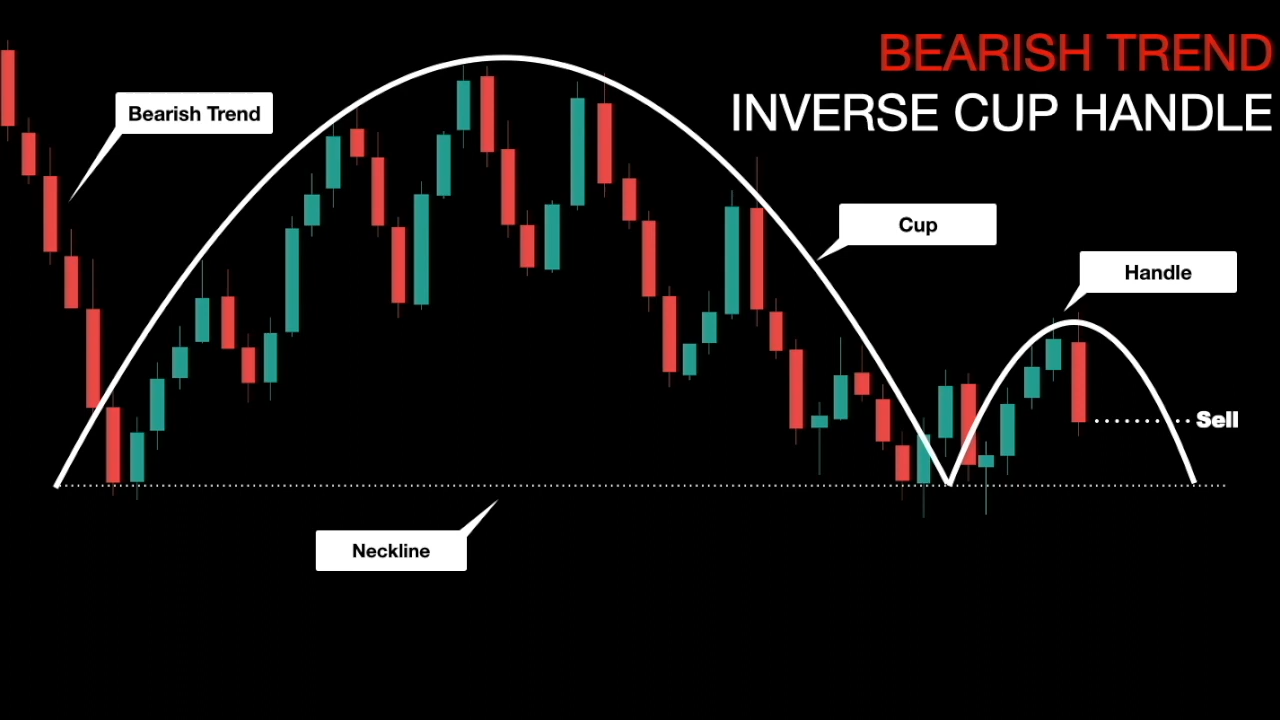 BEARISH TREND
INVERSE CUP HANDLE
Bearish Trend
Cup
Handle
Sell
Neckline